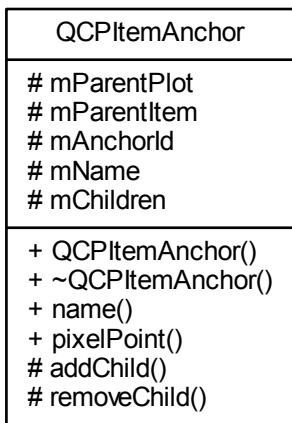 QCPItemAnchor
# mParentPlot
# mParentItem
# mAnchorId
# mName
# mChildren
+ QCPItemAnchor()
+ ~QCPItemAnchor()
+ name()
+ pixelPoint()
# addChild()
# removeChild()